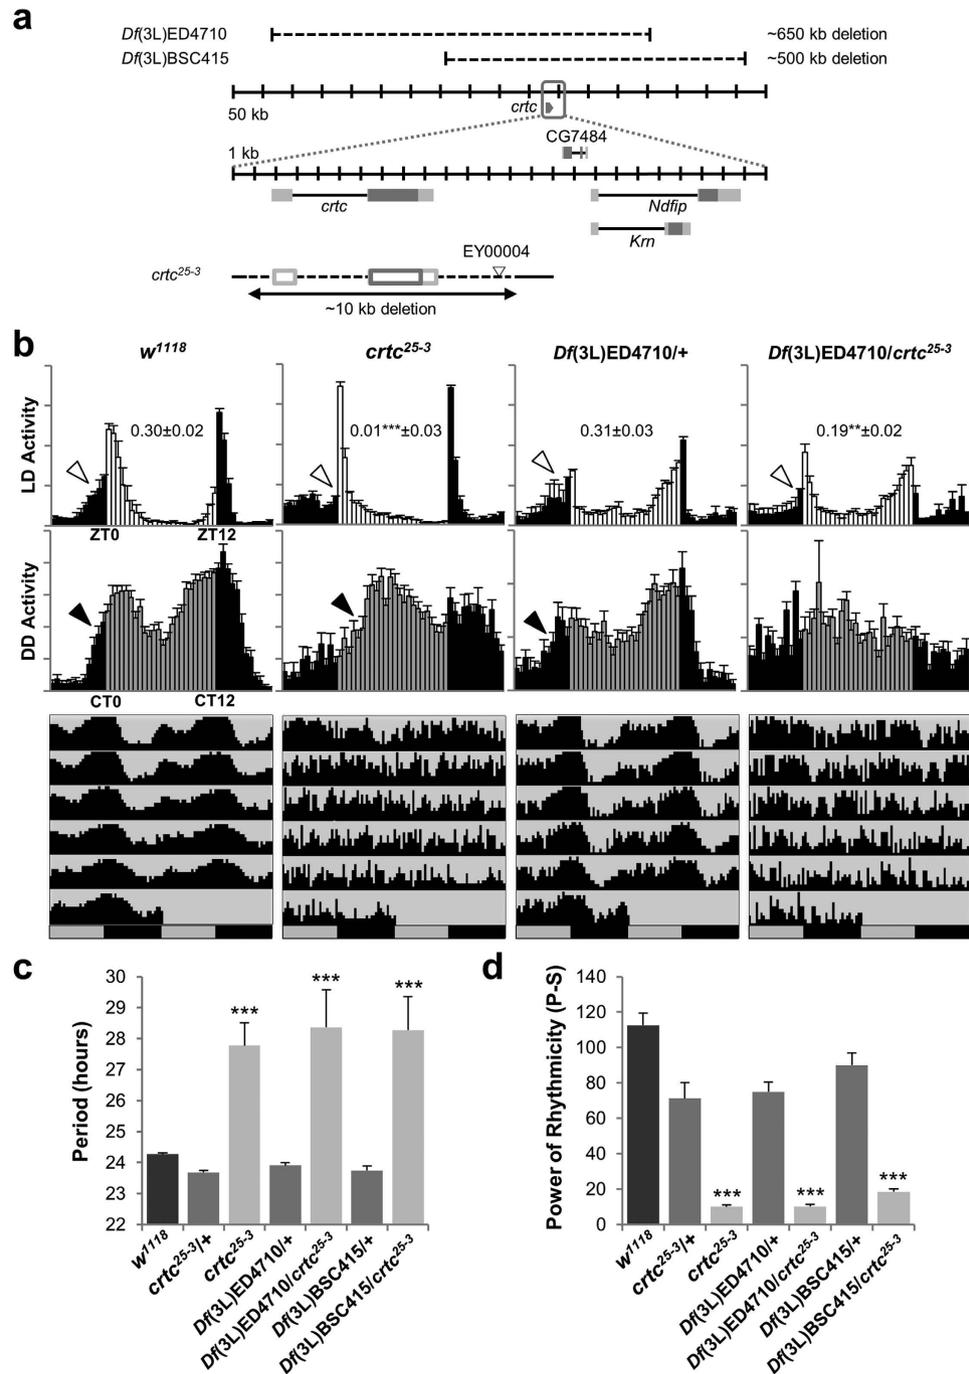 a
Df(3L)ED4710 ~650 kb deletion
Df(3L)BSC415 ~500 kb deletion
crtc
50 kb
CG7484
1 kb
crtc Ndfip
Krn
EY00004
crtc25-3
~10 kb deletion
b
w1118 crtc25-3 Df(3L)ED4710/+ Df(3L)ED4710/crtc25-3
LD Activity
0.30±0.02 0.01***±0.03 0.31±0.03 0.19**±0.02
ZT0 ZT12
DD Activity
CT0 CT12
c
Period (hours)
30
29
28
27
26
25
24
23
22
*** *** ***
w1118
crtc25-3/+
crtc25-3
Df(3L)ED4710/+
Df(3L)ED4710/crtc25-3
Df(3L)BSC415/+
Df(3L)BSC415/crtc25-3
d
Power of Rhythmicity (P-S)
140
120
100
80
60
40
20
0
*** *** ***
w1118
crtc25-3/+
crtc25-3
Df(3L)ED4710/+
Df(3L)ED4710/crtc25-3
Df(3L)BSC415/+
Df(3L)BSC415/crtc25-3